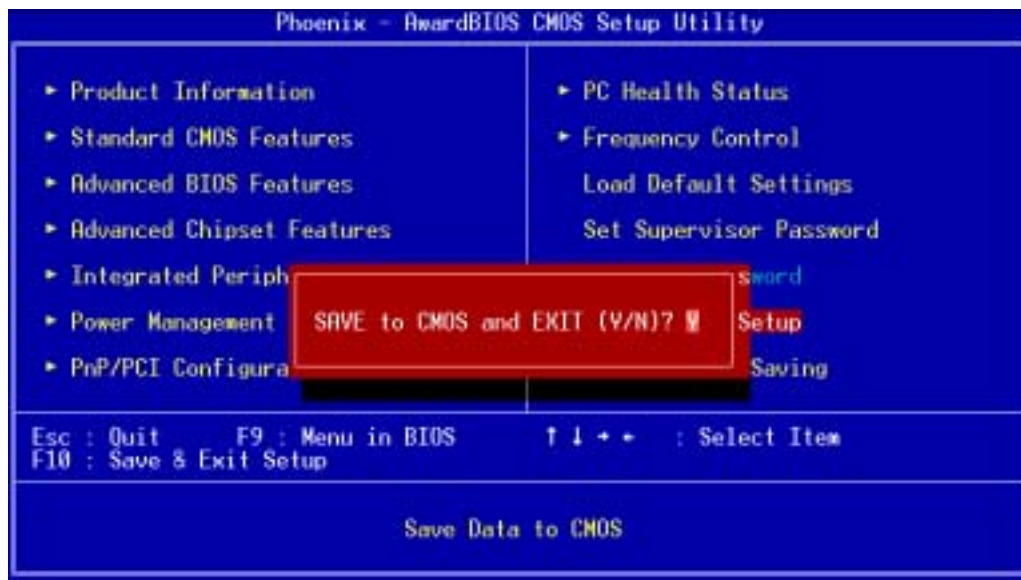 Phoenix - AwardBIOS CMOS Setup Utility
► Product Information
► Standard CMOS Features
► Advanced BIOS Features
► Advanced Chipset Features
► Integrated Periph
► Power Management
► PnP/PCI Configura
► PC Health Status
► Frequency Control
Load Default Settings
Set Supervisor Password
sword
Setup
Saving
SAVE to CMOS and EXIT (Y/N)? Y
Esc : Quit F9 : Menu in BIOS ↑ ↓ → ← : Select Item
F10 : Save & Exit Setup
Save Data to CMOS